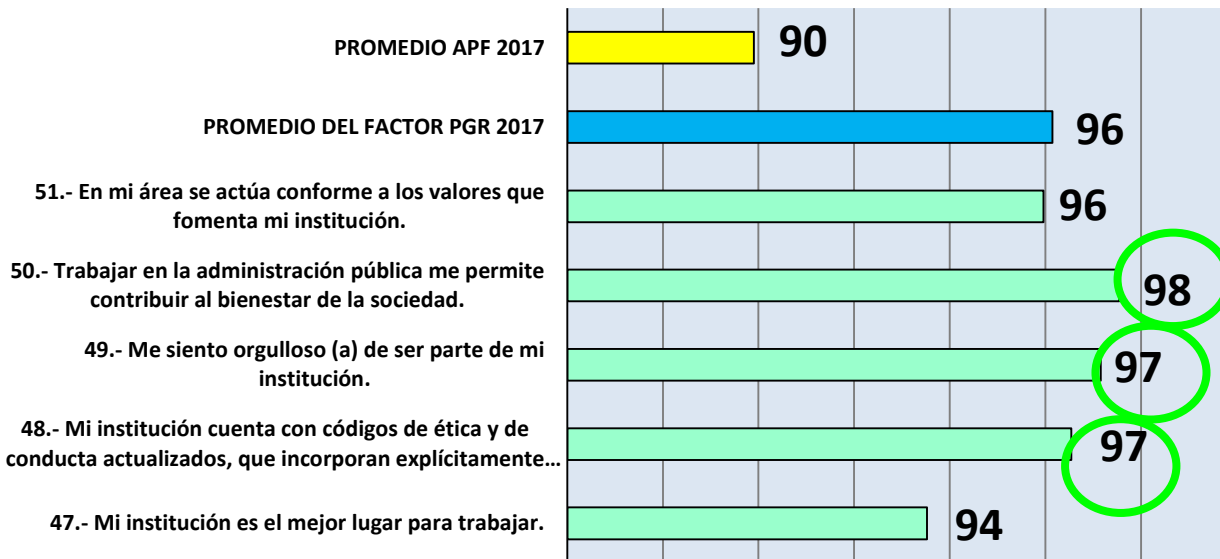 PROMEDIO APF 2017
90
PROMEDIO DEL FACTOR PGR 2017
96
51.- En mi área se actúa conforme a los valores que
fomenta mi institución.
96
50.- Trabajar en la administración pública me permite
contribuir al bienestar de la sociedad.
98
49.- Me siento orgulloso (a) de ser parte de mi
institución.
97
48.- Mi institución cuenta con códigos de ética y de
conducta actualizados, que incorporan explícitamente…
97
47.- Mi institución es el mejor lugar para trabajar.
94